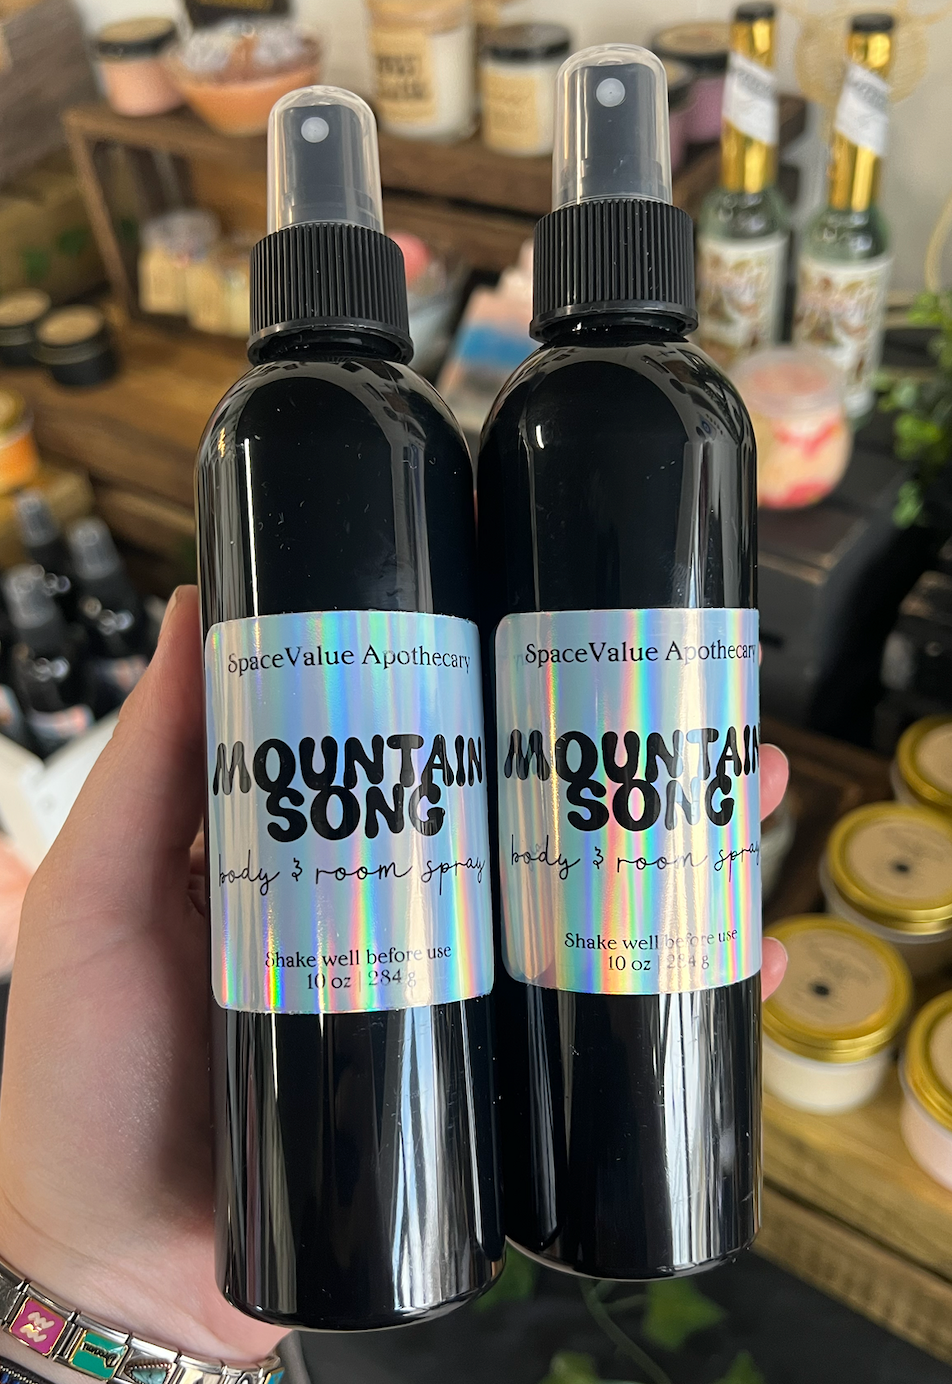 SpaceValue Apothecary
MOUNTAIN
SONG
body & room spray
Shake well before use
10 oz | 284 g
SpaceValue Apothecary
MOUNTAIN
SONG
body & room spray
Shake well before use
10 oz | 284 g